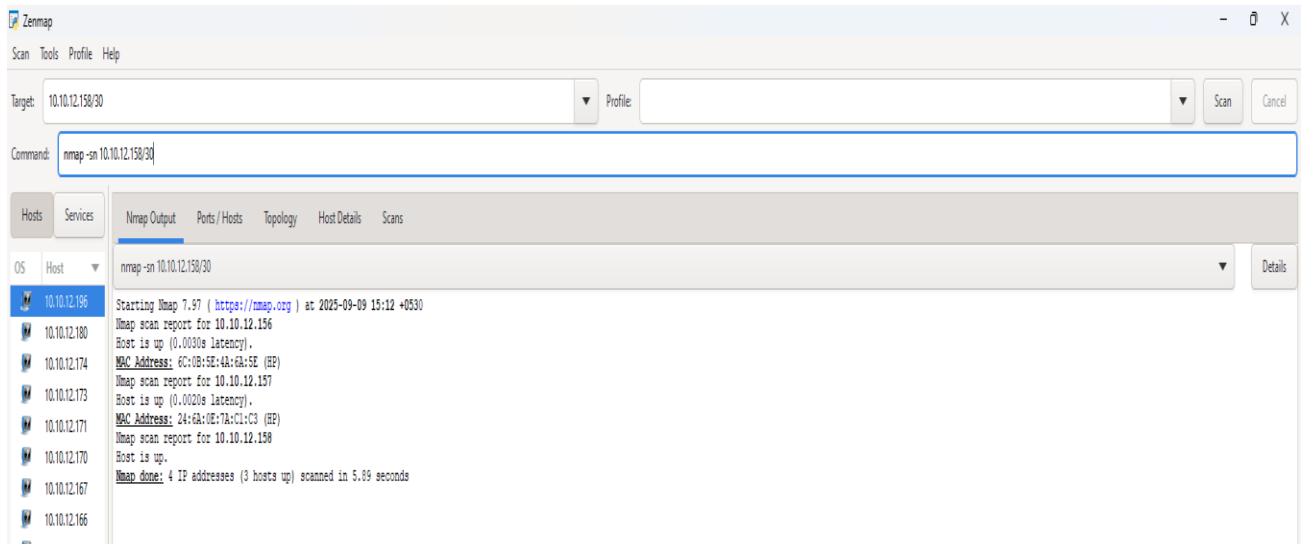 Zenmap
Scan Tools Profile Help
Target: 10.10.12.158/30 Profile: Scan Cancel
Command: nmap -sn 10.10.12.158/30
Hosts Services Nmap Output Ports / Hosts Topology Host Details Scans
OS Host nmap -sn 10.10.12.158/30 Details
10.10.12.196
10.10.12.180
10.10.12.174
10.10.12.173
10.10.12.171
10.10.12.170
10.10.12.167
10.10.12.166
Starting Nmap 7.97 ( https://nmap.org ) at 2025-09-09 15:12 +0530
Nmap scan report for 10.10.12.156
Host is up (0.0030s latency).
MAC Address: 6C:0B:5E:4A:6A:5E (HP)
Nmap scan report for 10.10.12.157
Host is up (0.0020s latency).
MAC Address: 24:6A:0E:7A:C1:C3 (HP)
Nmap scan report for 10.10.12.158
Host is up.
Nmap done: 4 IP addresses (3 hosts up) scanned in 5.89 seconds